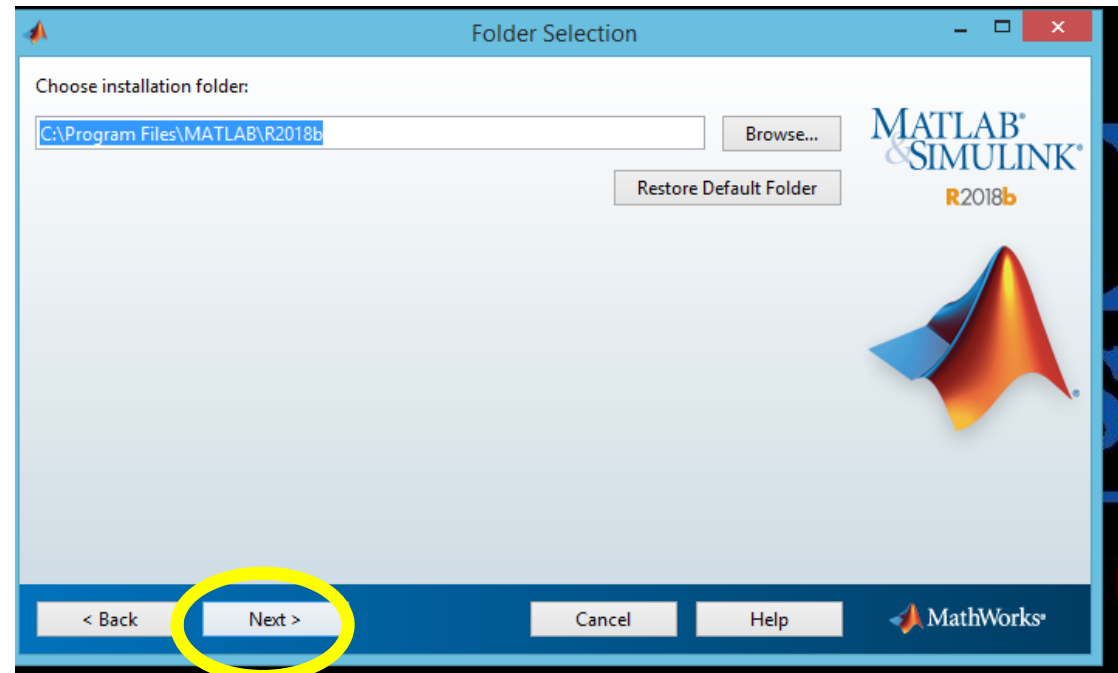 Folder Selection
Choose installation folder:
C:\Program Files\MATLAB\R2018b
Browse...
Restore Default Folder
MATLAB®
&SIMULINK®
R2018b
< Back
Next >
Cancel
Help
MathWorks®